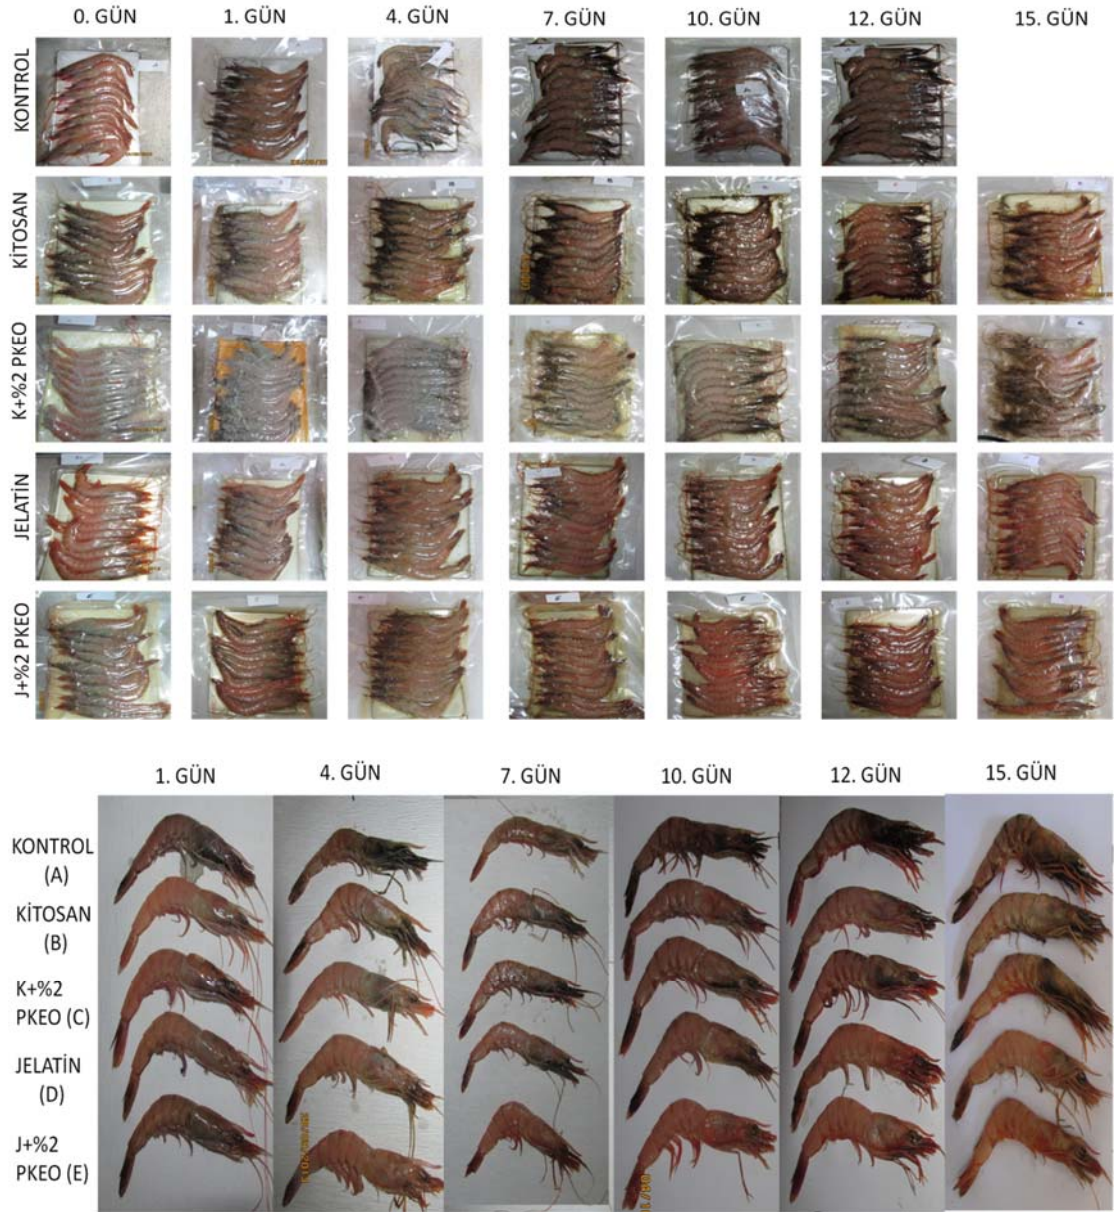 0. GÜN 1. GÜN 4. GÜN 7. GÜN 10. GÜN 12. GÜN 15. GÜN
KONTROL
KİTOSAN
K+%2 PKEO
JELATİN
J+%2 PKEO
1. GÜN 4. GÜN 7. GÜN 10. GÜN 12. GÜN 15. GÜN
KONTROL
(A)
KİTOSAN
(B)
K+%2
PKEO (C)
JELATİN
(D)
J+%2
PKEO (E)